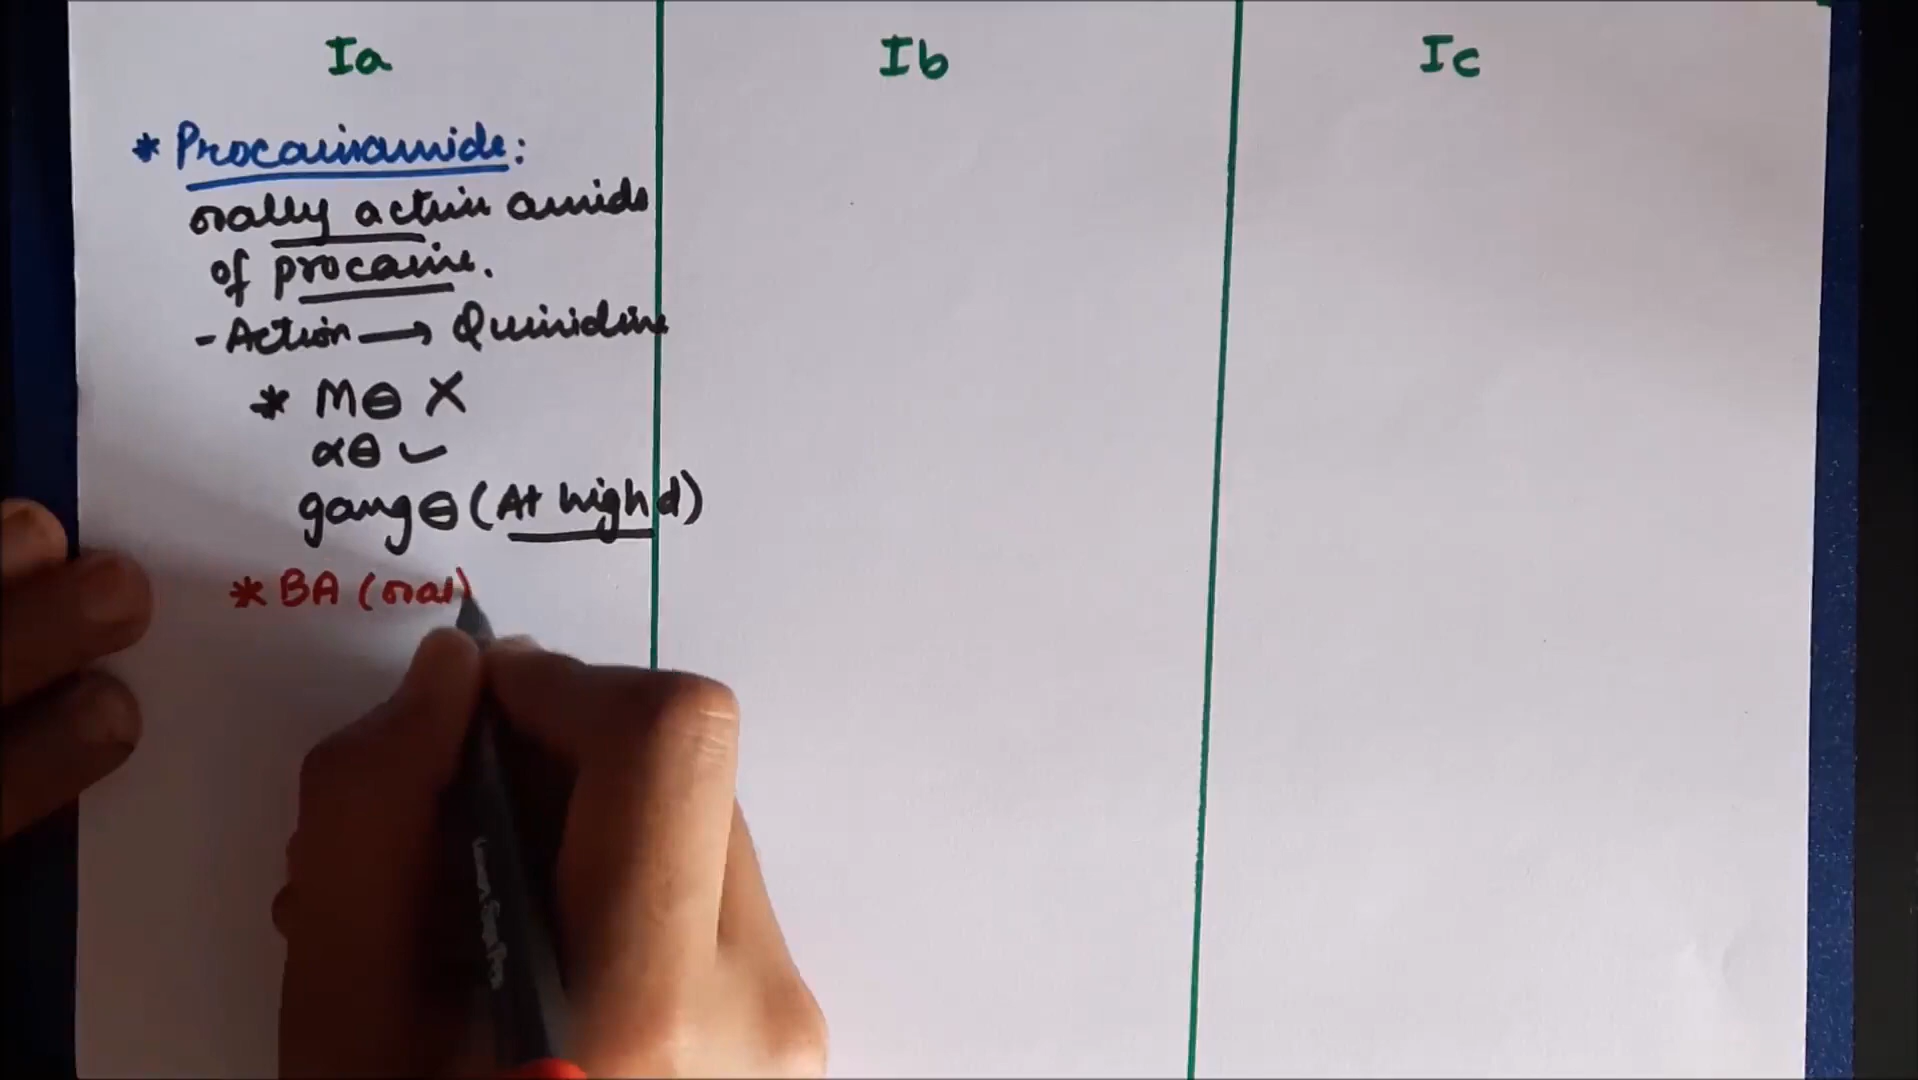 Ia
Ib
Ic
* Procainamide:
orally active amide
of procaine.
- Action → Quinidine
* M⊖ X
α⊖ ✓
gang⊖ (At high d)
* BA (oral)